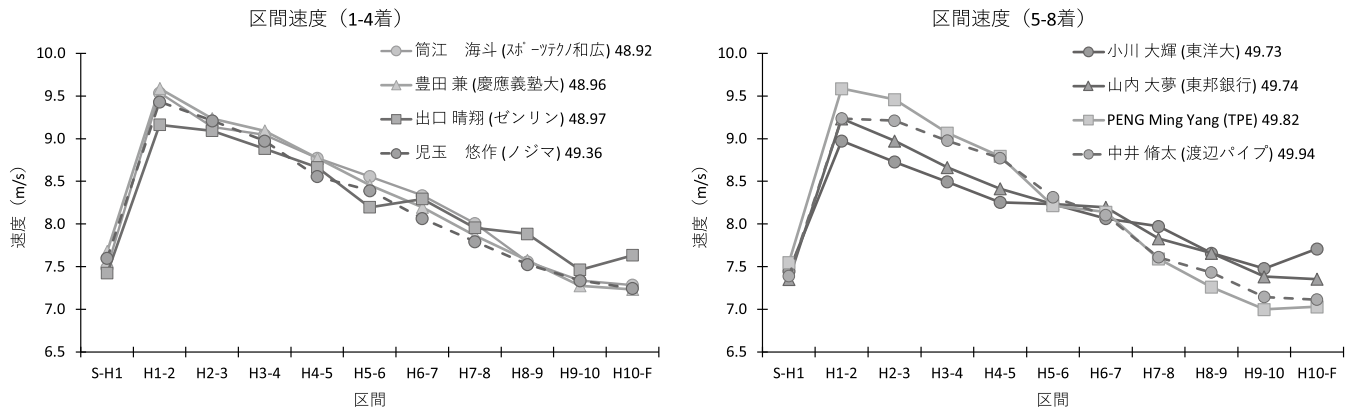 区間速度（1-4着）
筒江　海斗 (ｽﾎﾟｰﾂﾃｸﾉ和広) 48.92
豊田 兼 (慶應義塾大) 48.96
出口 晴翔 (ゼンリン) 48.97
児玉　悠作 (ノジマ) 49.36
速度（m/s）
10.0
9.5
9.0
8.5
8.0
7.5
7.0
6.5
S-H1 H1-2 H2-3 H3-4 H4-5 H5-6 H6-7 H7-8 H8-9 H9-10 H10-F
区間
区間速度（5-8着）
小川 大輝 (東洋大) 49.73
山内 大夢 (東邦銀行) 49.74
PENG Ming Yang (TPE) 49.82
中井 脩太 (渡辺パイプ) 49.94
速度（m/s）
10.0
9.5
9.0
8.5
8.0
7.5
7.0
6.5
S-H1 H1-2 H2-3 H3-4 H4-5 H5-6 H6-7 H7-8 H8-9 H9-10 H10-F
区間